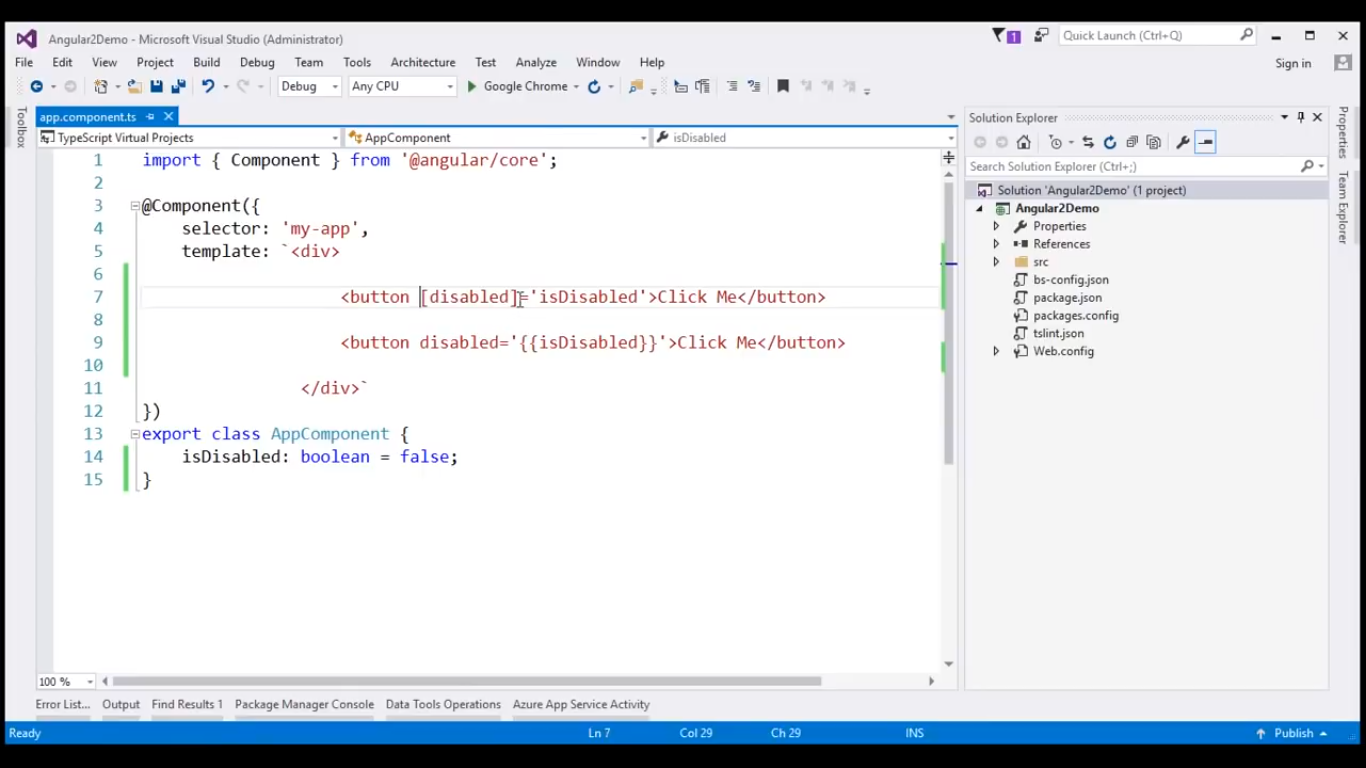 Angular2Demo - Microsoft Visual Studio (Administrator)
1
Quick Launch (Ctrl+Q)
File Edit View Project Build Debug Team Tools Architecture Test Analyze Window Help
Sign in
Debug Any CPU Google Chrome
Toolbox
app.component.ts
TypeScript Virtual Projects AppComponent isDisabled
1 import { Component } from '@angular/core';
2
3 @Component({
4 selector: 'my-app',
5 template: `<div>
6
7 <button [disabled]='isDisabled'>Click Me</button>
8
9 <button disabled='{{isDisabled}}'>Click Me</button>
10
11 </div>`
12 })
13 export class AppComponent {
14 isDisabled: boolean = false;
15 }
100 %
Solution Explorer
Search Solution Explorer (Ctrl+;)
Solution 'Angular2Demo' (1 project)
Angular2Demo
Properties
References
src
bs-config.json
package.json
packages.config
tslint.json
Web.config
Properties
Team Explorer
Error List... Output Find Results 1 Package Manager Console Data Tools Operations Azure App Service Activity
Ready Ln 7 Col 29 Ch 29 INS Publish